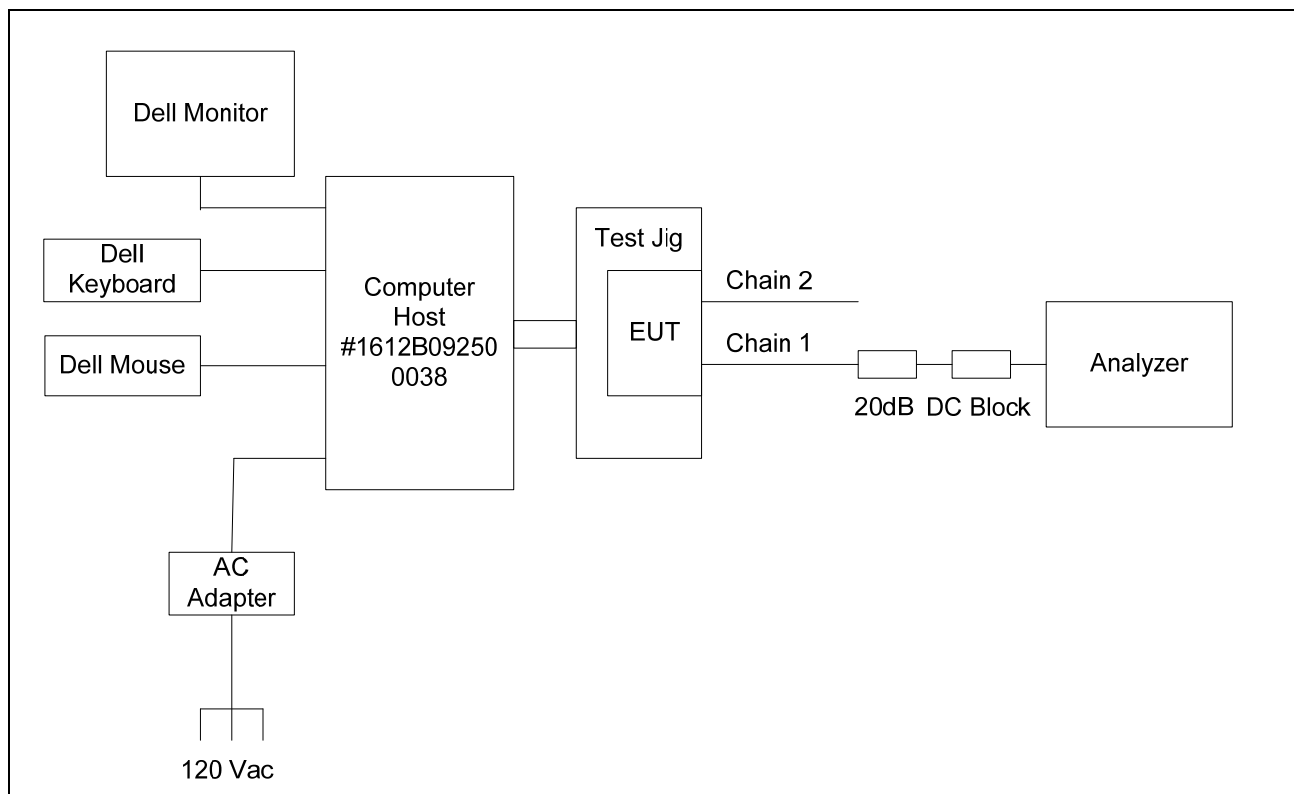 Dell Monitor
Dell
Keyboard
Dell Mouse
Computer
Host
#1612B09250
0038
AC
Adapter
120 Vac
Test Jig
EUT
Chain 2
Chain 1
20dB
DC Block
Analyzer